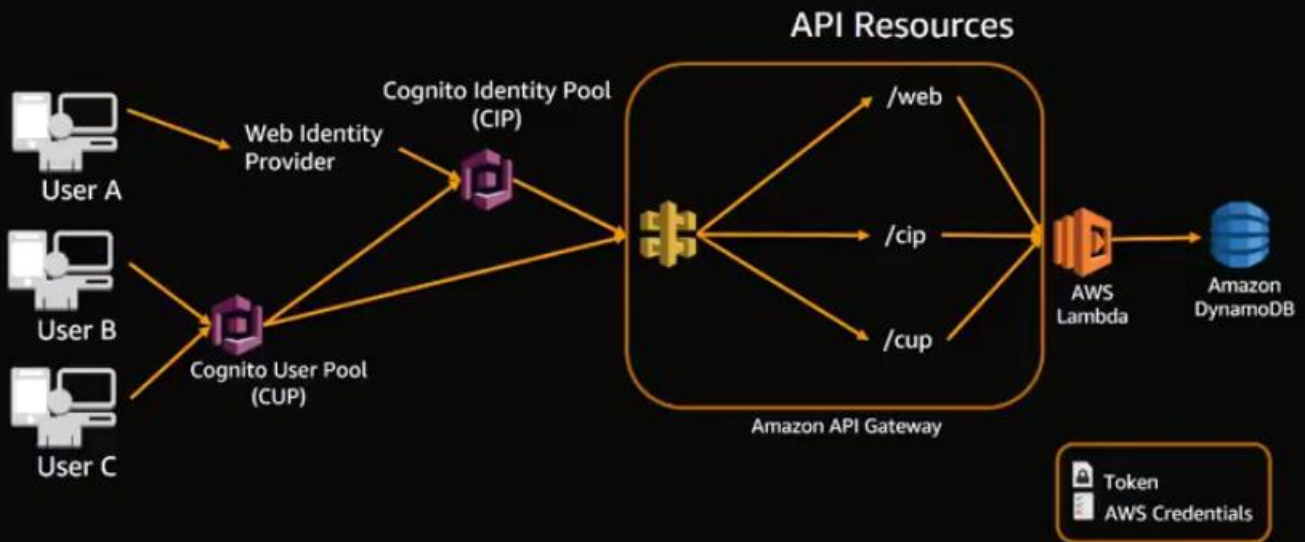 API Resources
Cognito Identity Pool
(CIP)
Web Identity
Provider
User A
User B
User C
Cognito User Pool
(CUP)
/web
/cip
/cup
AWS
Lambda
Amazon
DynamoDB
Amazon API Gateway
Token
AWS Credentials